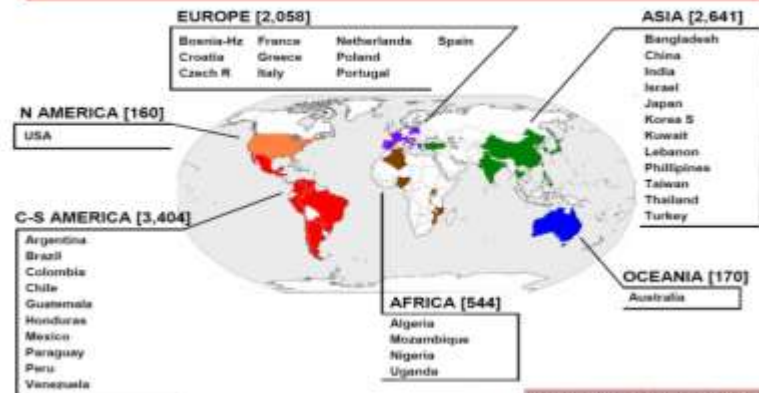 EUROPE [2,058]
Bosnia-Hz France Netherlands Spain
Croatia Greece Poland
Czech R Italy Portugal
ASIA [2,641]
Bangladesh
China
India
Israel
Japan
Korea S
Kuwait
Lebanon
Phillipines
Taiwan
Thailand
Turkey
N AMERICA [160]
USA
C-S AMERICA [3,404]
Argentina
Brazil
Colombia
Chile
Guatemala
Honduras
Mexico
Paraguay
Peru
Venezuela
AFRICA [544]
Algeria
Mozambique
Nigeria
Uganda
OCEANIA [170]
Australia